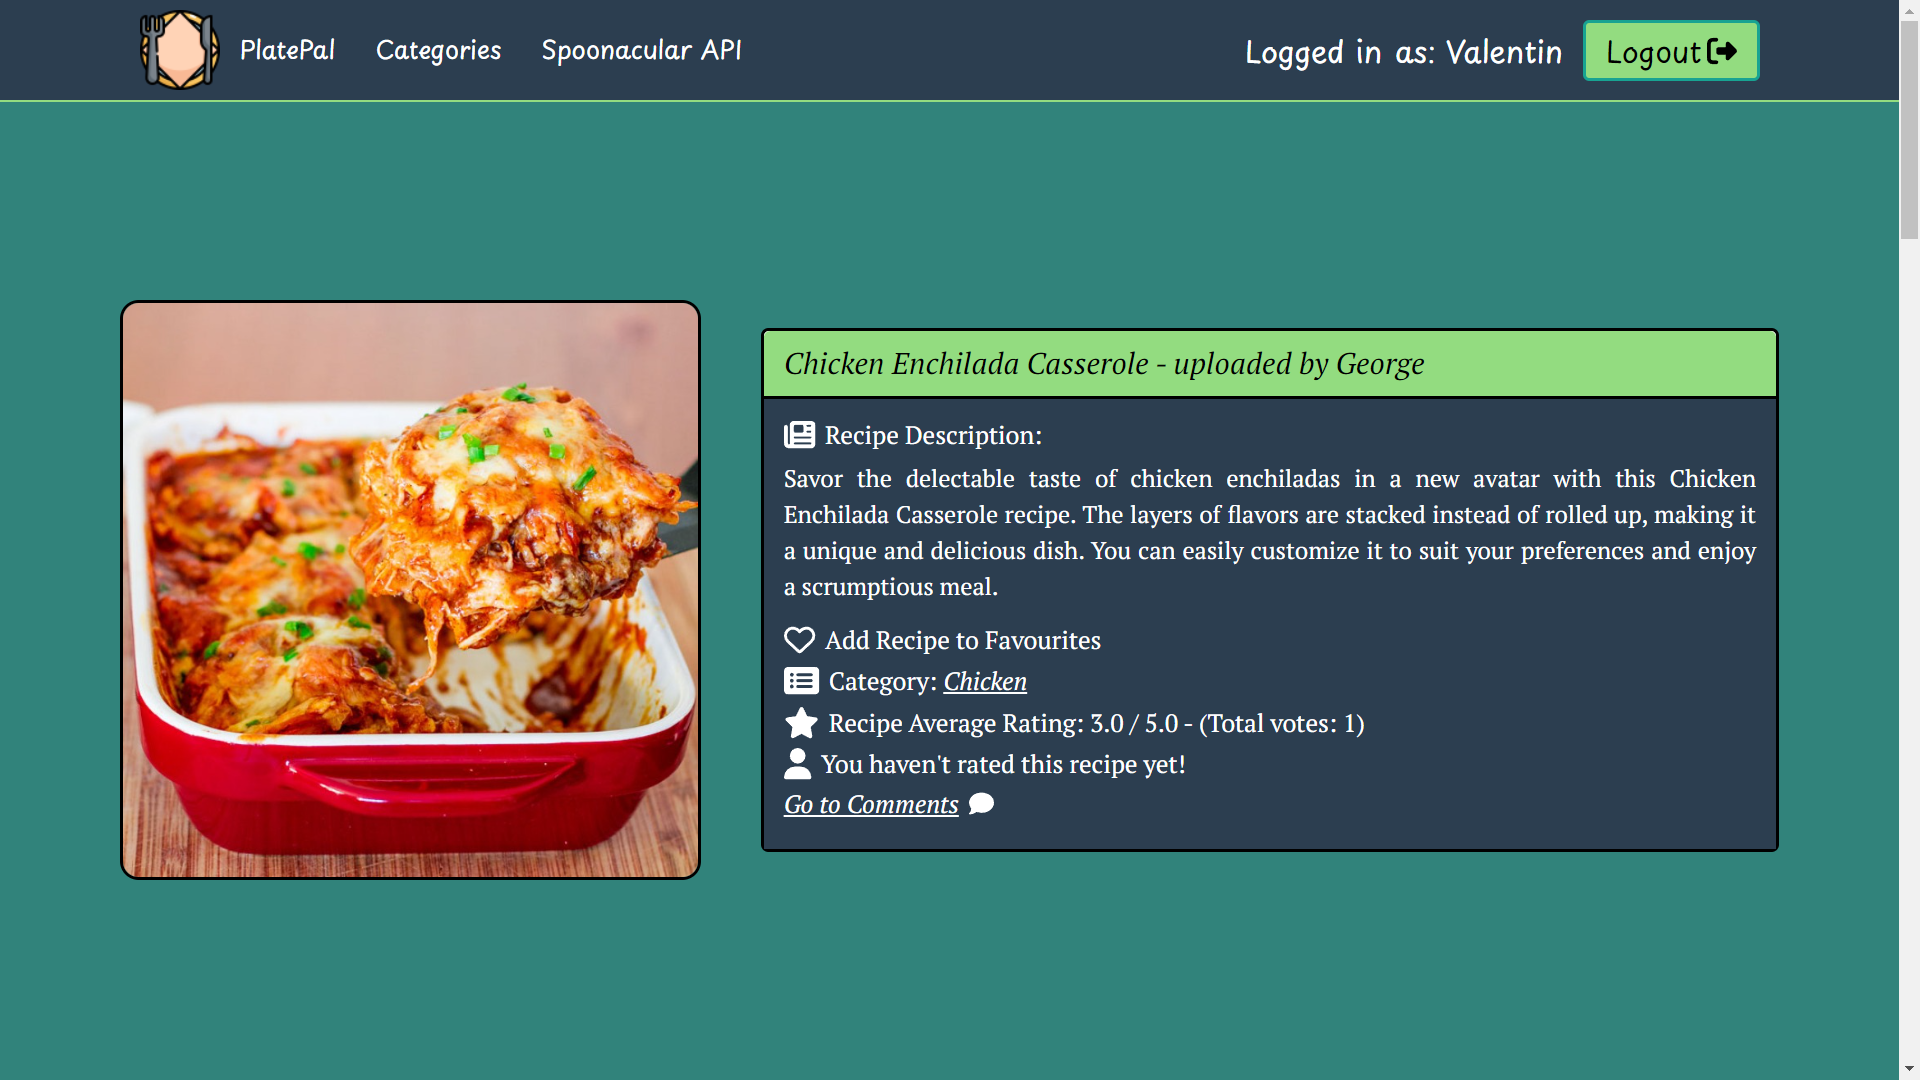 PlatePal Categories Spoonacular API Logged in as: Valentin Logout
Chicken Enchilada Casserole - uploaded by George
Recipe Description:
Savor the delectable taste of chicken enchiladas in a new avatar with this Chicken
Enchilada Casserole recipe. The layers of flavors are stacked instead of rolled up, making it
a unique and delicious dish. You can easily customize it to suit your preferences and enjoy
a scrumptious meal.
Add Recipe to Favourites
Category: Chicken
Recipe Average Rating: 3.0 / 5.0 - (Total votes: 1)
You haven't rated this recipe yet!
Go to Comments